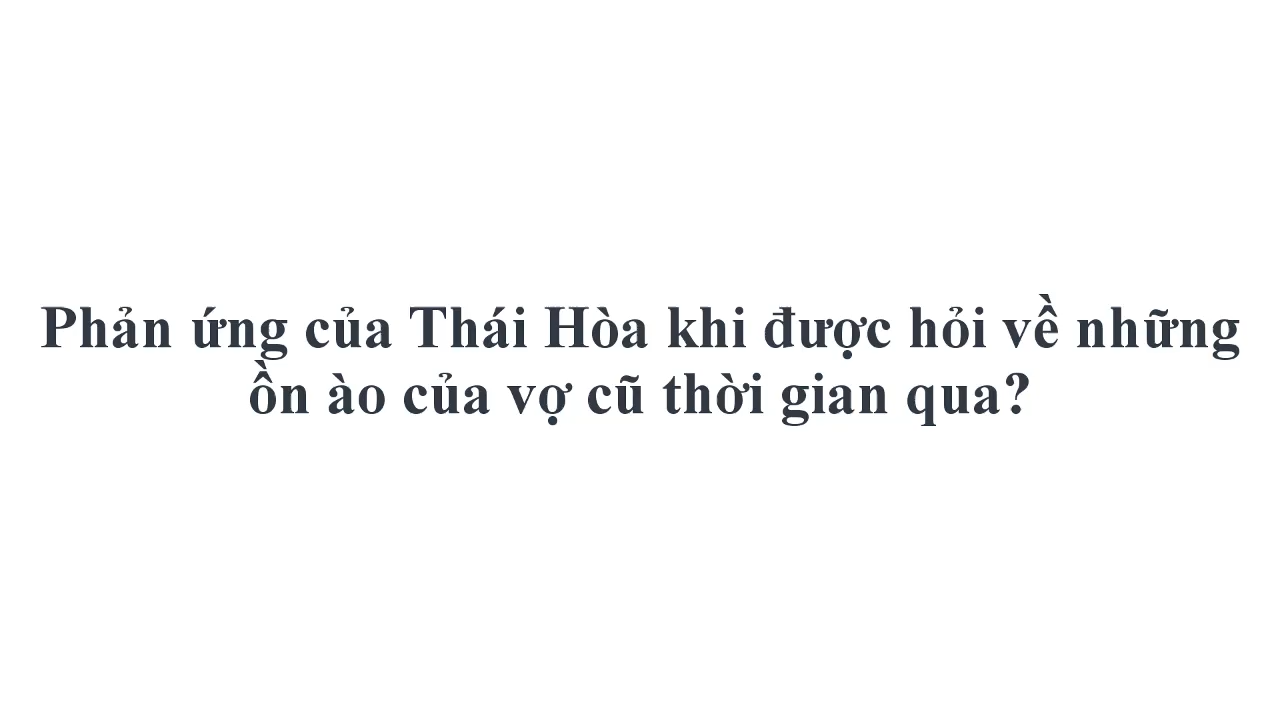 Phản ứng của Thái Hòa khi được hỏi về những
ồn ào của vợ cũ thời gian qua?